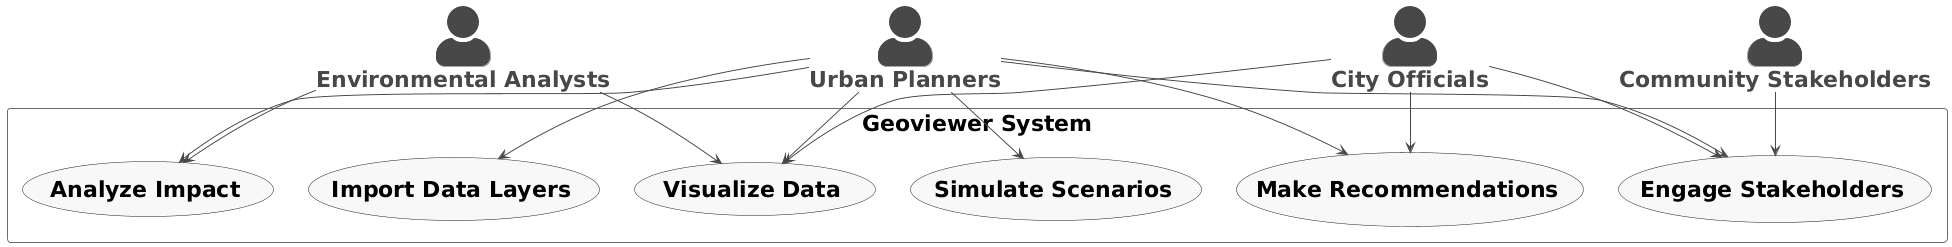 Environmental Analysts
Urban Planners
City Officials
Community Stakeholders
Geoviewer System
Analyze Impact
Import Data Layers
Visualize Data
Simulate Scenarios
Make Recommendations
Engage Stakeholders